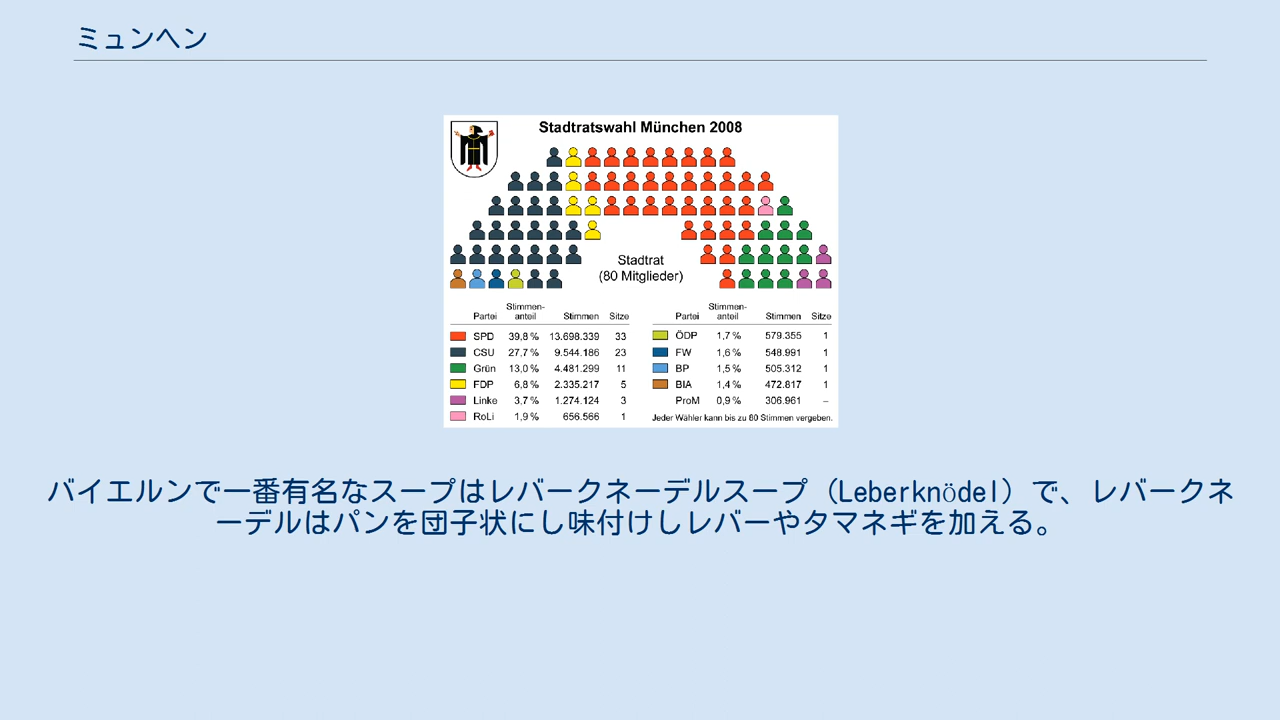 ミュンヘン
Stadtratswahl München 2008
Stadtrat
(80 Mitglieder)
Partei Stimmen-anteil Stimmen Sitze
SPD 39,8 % 13.698.339 33
CSU 27,7 % 9.544.186 23
Grün 13,0 % 4.481.299 11
FDP 6,8 % 2.335.217 5
Linke 3,7 % 1.274.124 3
RoLi 1,9 % 656.566 1
Partei Stimmen-anteil Stimmen Sitze
ÖDP 1,7 % 579.355 1
FW 1,6 % 548.991 1
BP 1,5 % 505.312 1
BIA 1,4 % 472.817 1
ProM 0,9 % 306.961 –
Jeder Wähler kann bis zu 80 Stimmen vergeben.
バイエルンで一番有名なスープはレバークネーデルスープ（Leberknödel）で、レバークネ
ーデルはパンを団子状にし味付けしレバーやタマネギを加える。